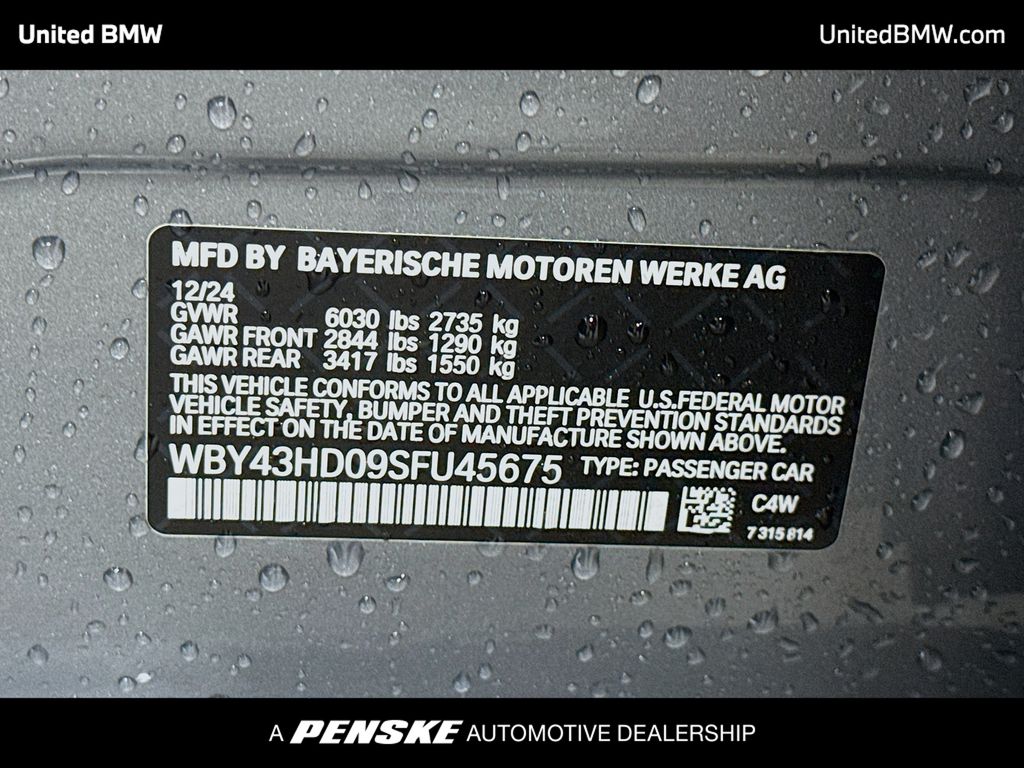 United BMW
UnitedBMW.com
MFD BY BAYERISCHE MOTOREN WERKE AG
12/24
GVWR 6030 lbs 2735 kg
GAWR FRONT 2844 lbs 1290 kg
GAWR REAR 3417 lbs 1550 kg
THIS VEHICLE CONFORMS TO ALL APPLICABLE U.S.FEDERAL MOTOR
VEHICLE SAFETY, BUMPER AND THEFT PREVENTION STANDARDS
IN EFFECT ON THE DATE OF MANUFACTURE SHOWN ABOVE.
WBY43HD09SFU45675 TYPE: PASSENGER CAR
C4W
7315814
A PENSKE AUTOMOTIVE DEALERSHIP